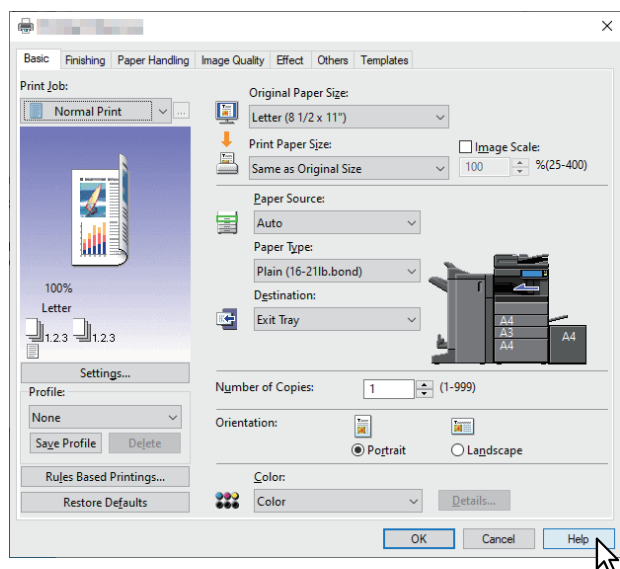 Basic Finishing Paper Handling Image Quality Effect Others Templates
Print Job:
Normal Print ...
100%
Letter
1.2.3 1.2.3
Settings...
Profile:
None
Save Profile Delete
Rules Based Printings...
Restore Defaults
Original Paper Size:
Letter (8 1/2 x 11")
Print Paper Size:
Same as Original Size
Image Scale:
100 %(25-400)
Paper Source:
Auto
Paper Type:
Plain (16-21lb.bond)
Destination:
Exit Tray
A4
A3
A4
A4
Number of Copies: 1 (1-999)
Orientation:
Portrait Landscape
Color:
Color Details...
OK Cancel Help